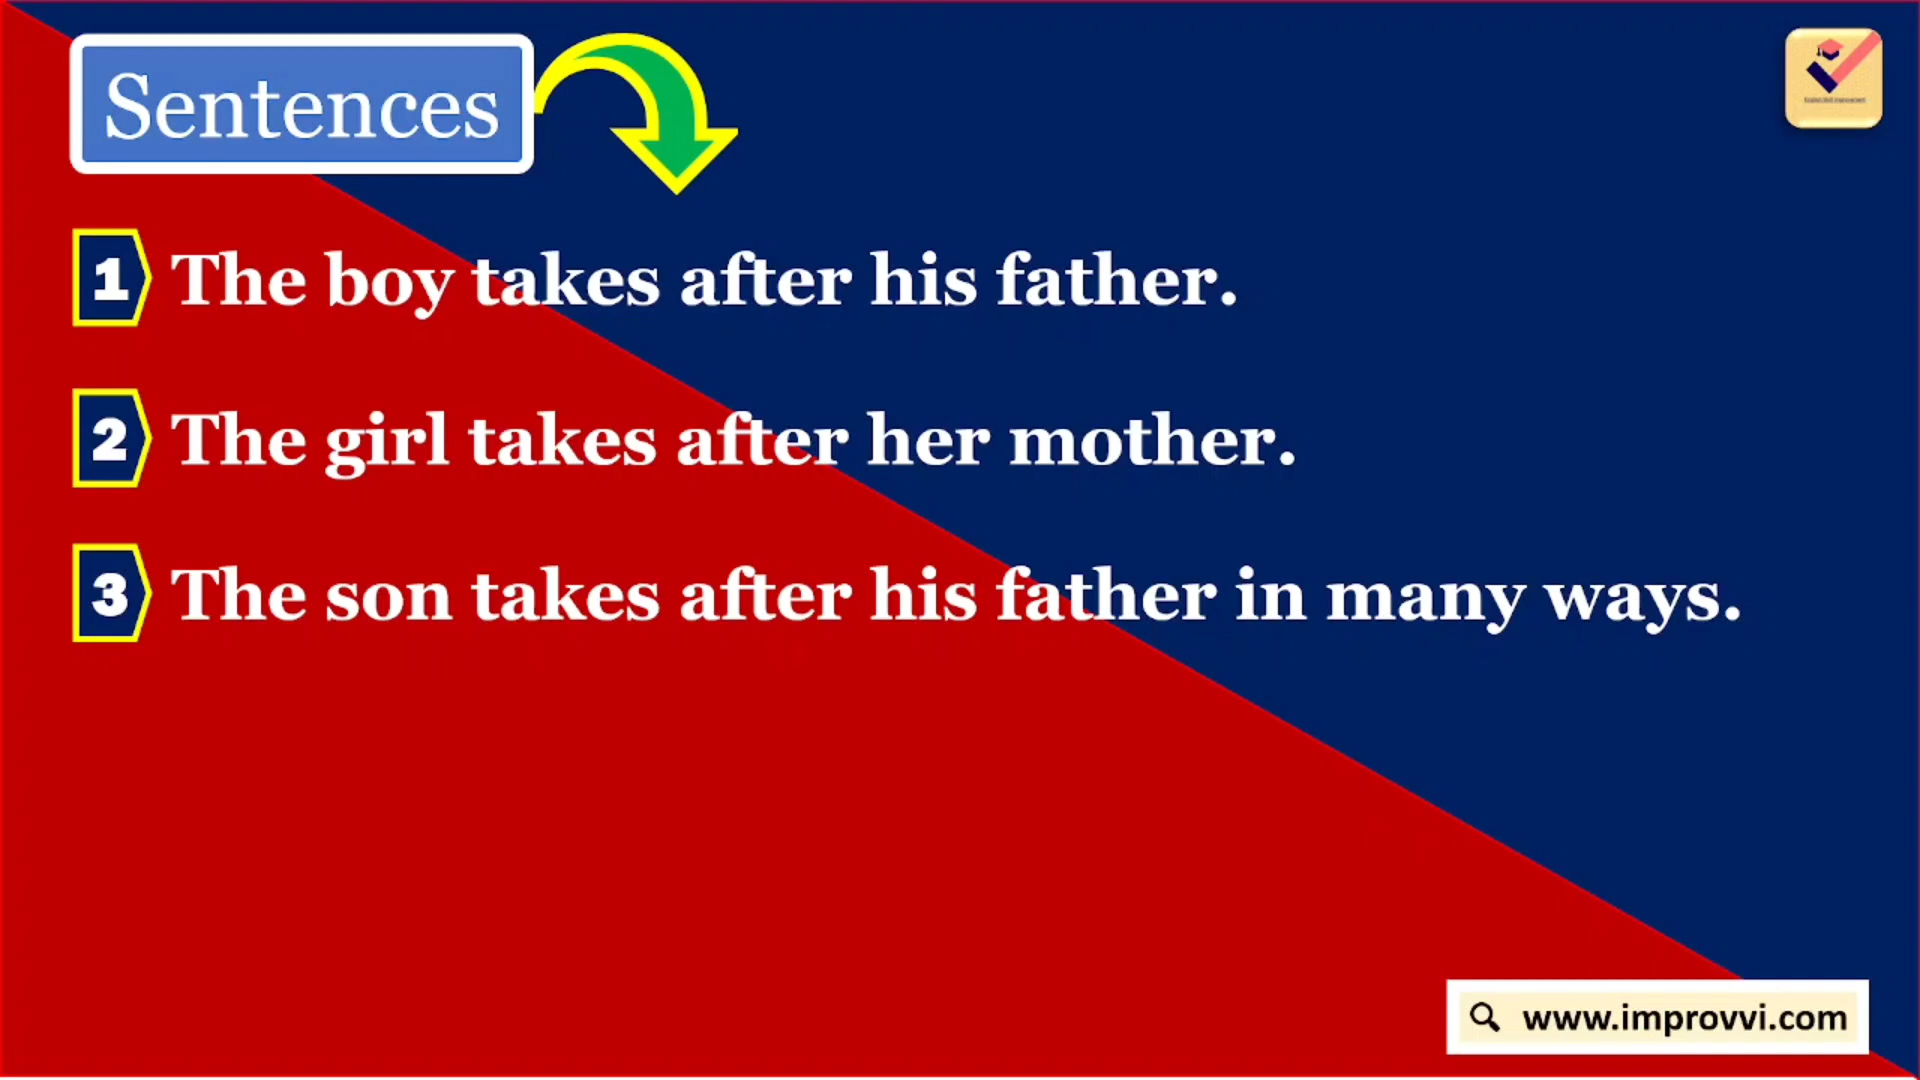 Sentences
1 The boy takes after his father.
2 The girl takes after her mother.
3 The son takes after his father in many ways.
www.improvvi.com